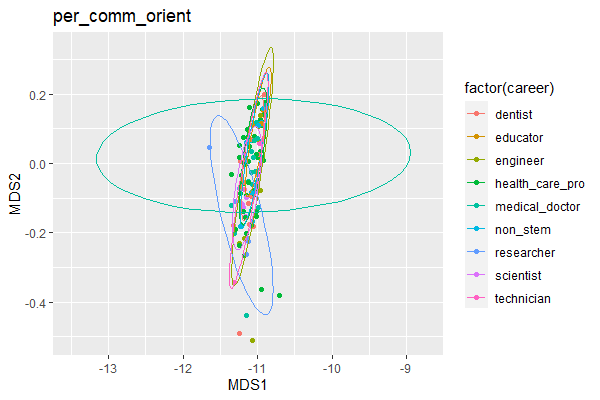 per_comm_orient
0.2
0.0
-0.2
-0.4
MDS2
-13
-12
-11
-10
-9
MDS1
factor(career)
dentist
educator
engineer
health_care_pro
medical_doctor
non_stem
researcher
scientist
technician